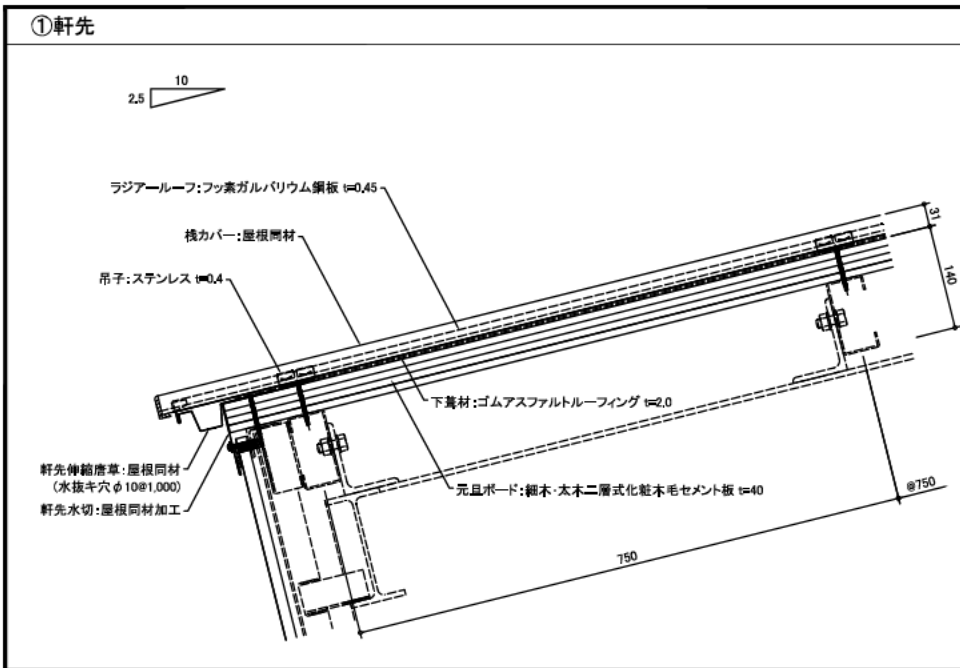 ①軒先
10
2.5
ラジアールーフ:フッ素ガルバリウム鋼板 t=0.45
桟カバー:屋根同材
吊子:ステンレス t=0.4
31
140
下葺材:ゴムアスファルトルーフィング t=2.0
軒先伸縮唐草:屋根同材
(水抜キ穴φ10@1,000)
軒先水切:屋根同材加工
元旦ボード:細木・太木二層式化粧木毛セメント板 t=40
@750
750